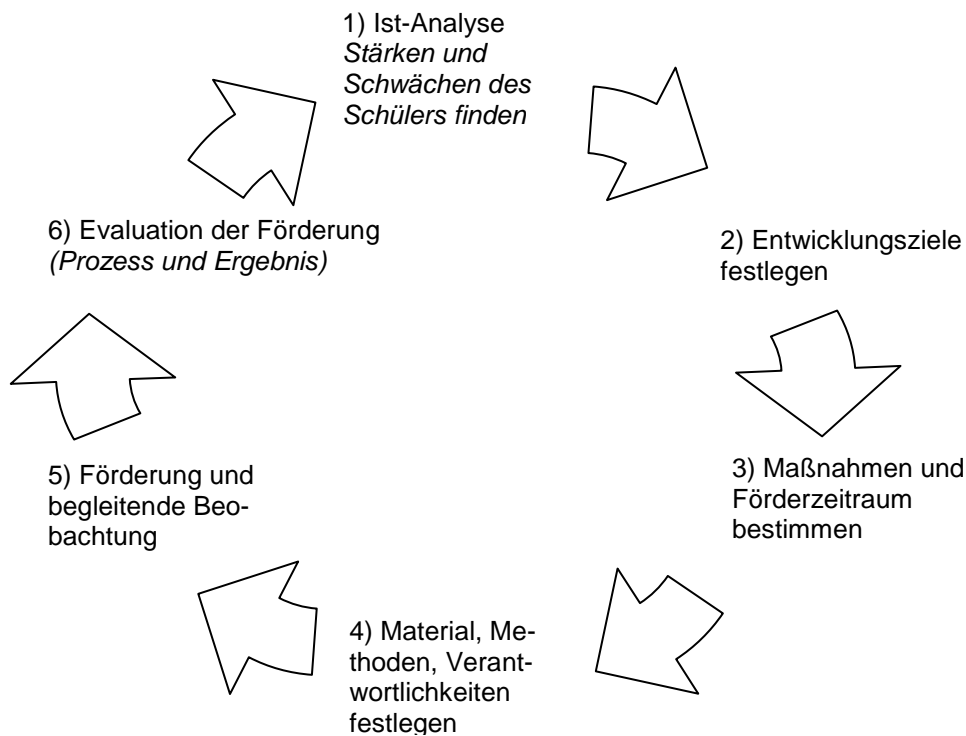 1) Ist-Analyse
Stärken und
Schwächen des
Schülers finden
2) Entwicklungsziele
festlegen
3) Maßnahmen und
Förderzeitraum
bestimmen
4) Material, Me-
thoden, Verant-
wortlichkeiten
festlegen
5) Förderung und
begleitende Beo-
bachtung
6) Evaluation der Förderung
(Prozess und Ergebnis)